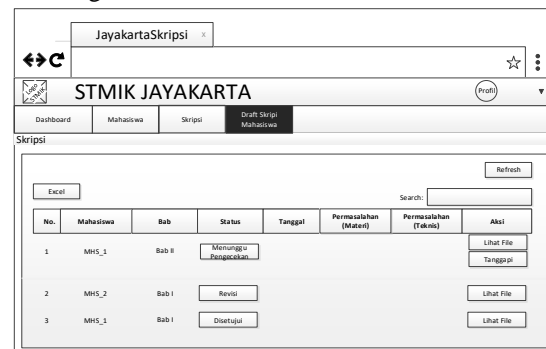 JayakartaSkripsi x
Logo STMIK
STMIK JAYAKARTA
Profil
Dashboard Mahasiswa Skripsi Draft Skripi Mahasiswa
Skripsi
Refresh
Excel Search:
No. Mahasiswa Bab Status Tanggal Permasalahan (Materi) Permasalahan (Teknis) Aksi
1 MHS_1 Bab II Menunggu Pengecekan Lihat File
Tanggapi
2 MHS_2 Bab I Revisi Lihat File
3 MHS_1 Bab I Disetujui Lihat File